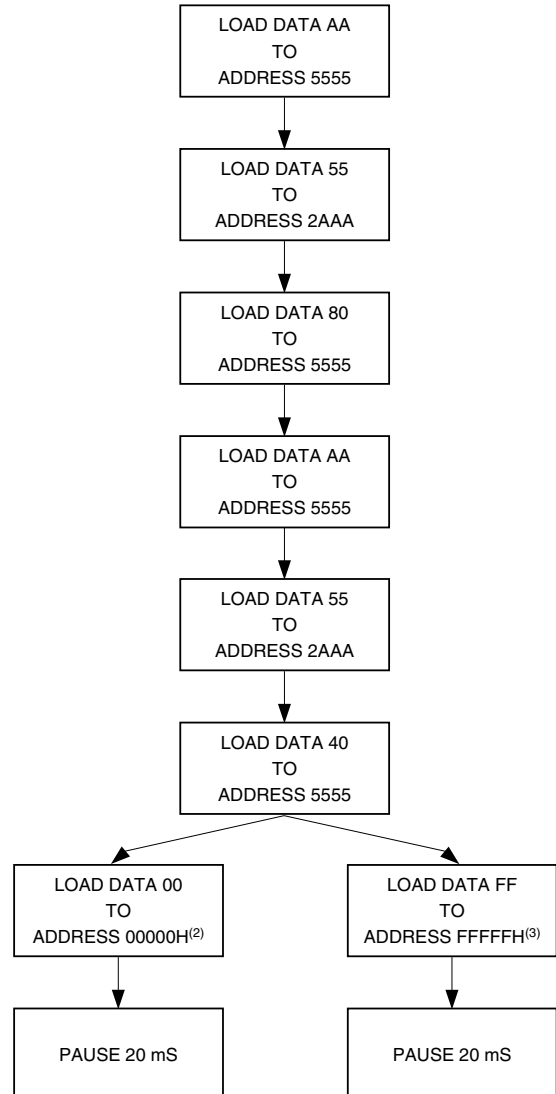 LOAD DATA AA
TO
ADDRESS 5555
LOAD DATA 55
TO
ADDRESS 2AAA
LOAD DATA 80
TO
ADDRESS 5555
LOAD DATA AA
TO
ADDRESS 5555
LOAD DATA 55
TO
ADDRESS 2AAA
LOAD DATA 40
TO
ADDRESS 5555
LOAD DATA 00
TO
ADDRESS 00000H(2)
PAUSE 20 mS
LOAD DATA FF
TO
ADDRESS FFFFFH(3)
PAUSE 20 mS